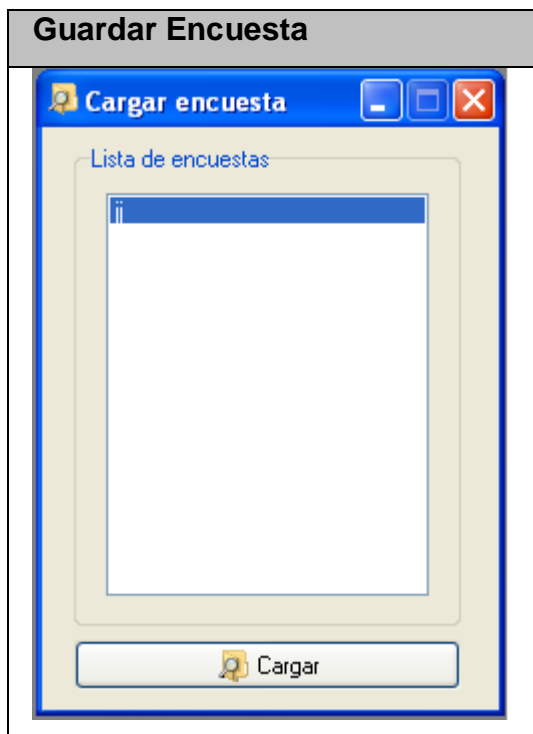 Guardar Encuesta
Cargar encuesta
Lista de encuestas
jj
Cargar